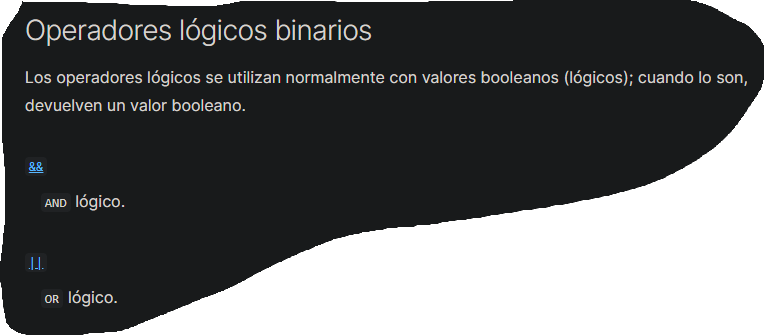 Operadores lógicos binarios
Los operadores lógicos se utilizan normalmente con valores booleanos (lógicos); cuando lo son,
devuelven un valor booleano.
&&
AND lógico.
||
OR lógico.